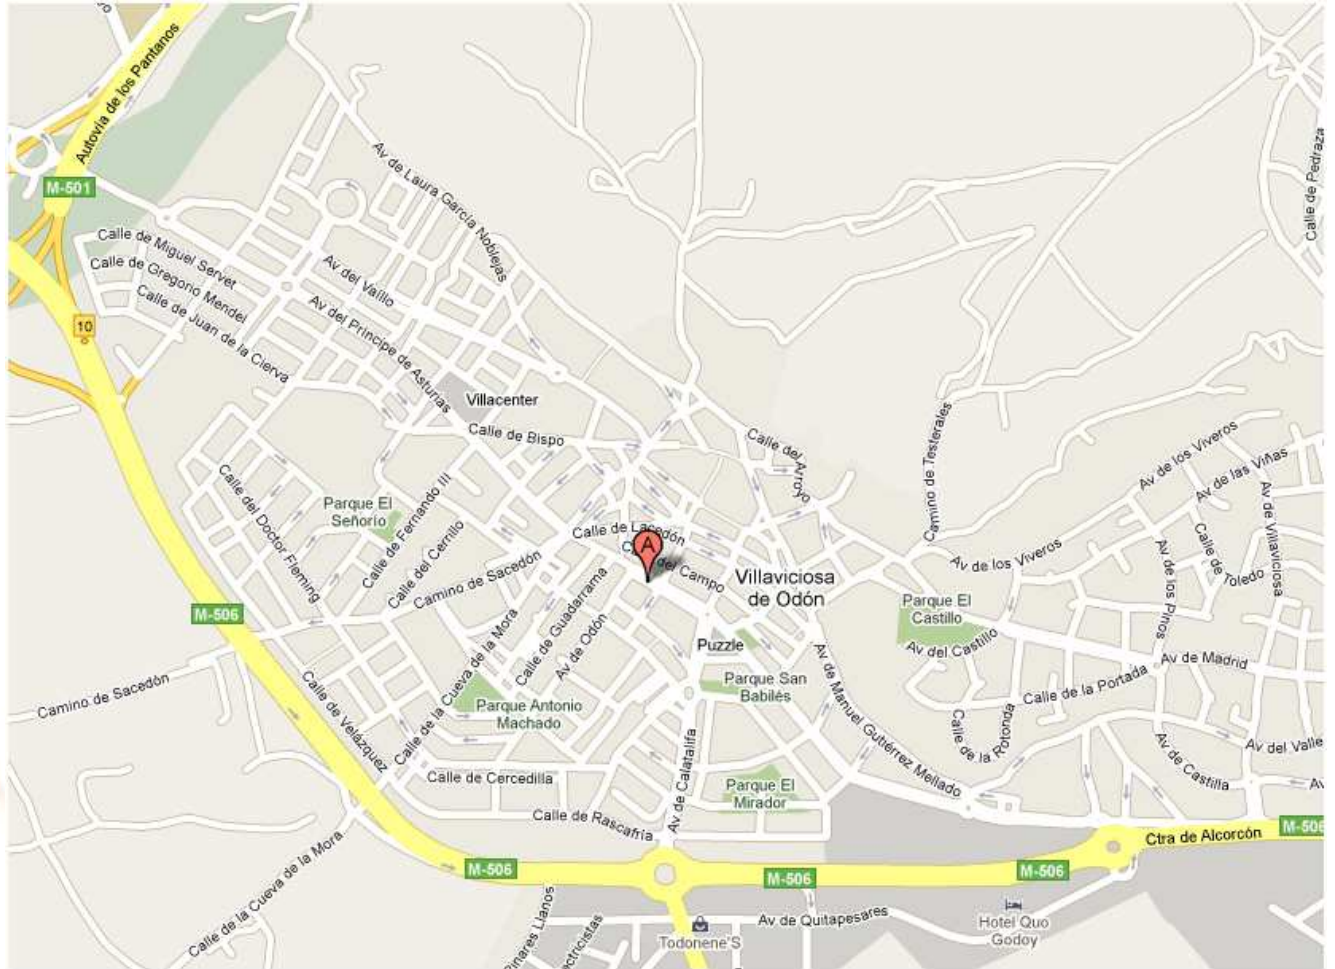 Autovía de los Pantanos
M-501
Av de Laura García Noblejas
Calle de Pedraza
Calle de Miguel Servet
Calle de Gregorio Mendel
Calle de Juan de la Cierva
Av del Vaíllo
Av del Príncipe de Asturias
10
Villacenter
Calle de Bispo
Calle del Arroyo
Camino de Testerales
Av de los Viveros
Av de las Viñas
Av de Villaviciosa
Calle del Doctor Fleming
Parque El
Señorío
Calle de Fernando III
Calle del Cerrillo
Calle de Lacedón
A
del Campo
Villaviciosa
de Odón
Av de los Viveros
Calle de Toledo
Av de los Pinos
Camino de Sacedón
Calle de Guadarrama
Av de Odón
M-506
Parque El
Castillo
Puzzle
Av del Castillo
Av de Madrid
Calle de la Portada
Camino de Sacedón
Calle de Velázquez
Calle de la Cueva de la Mora
Parque Antonio
Machado
Parque San
Babilés
Av de Manuel Gutiérrez Mellado
Calle de la Rotonda
Av del Valle
Av de Castilla
Av
Calle de Cercedilla
Av de Calatalifa
Parque El
Mirador
Calle de Rascafría
Ctra de Alcorcón
M-506
Calle de la Cueva de la Mora
M-506
M-506
M-506
Pinares Llanos
ectricistas
Todonene'S
Av de Quitapesares
Hotel Quo
Godoy